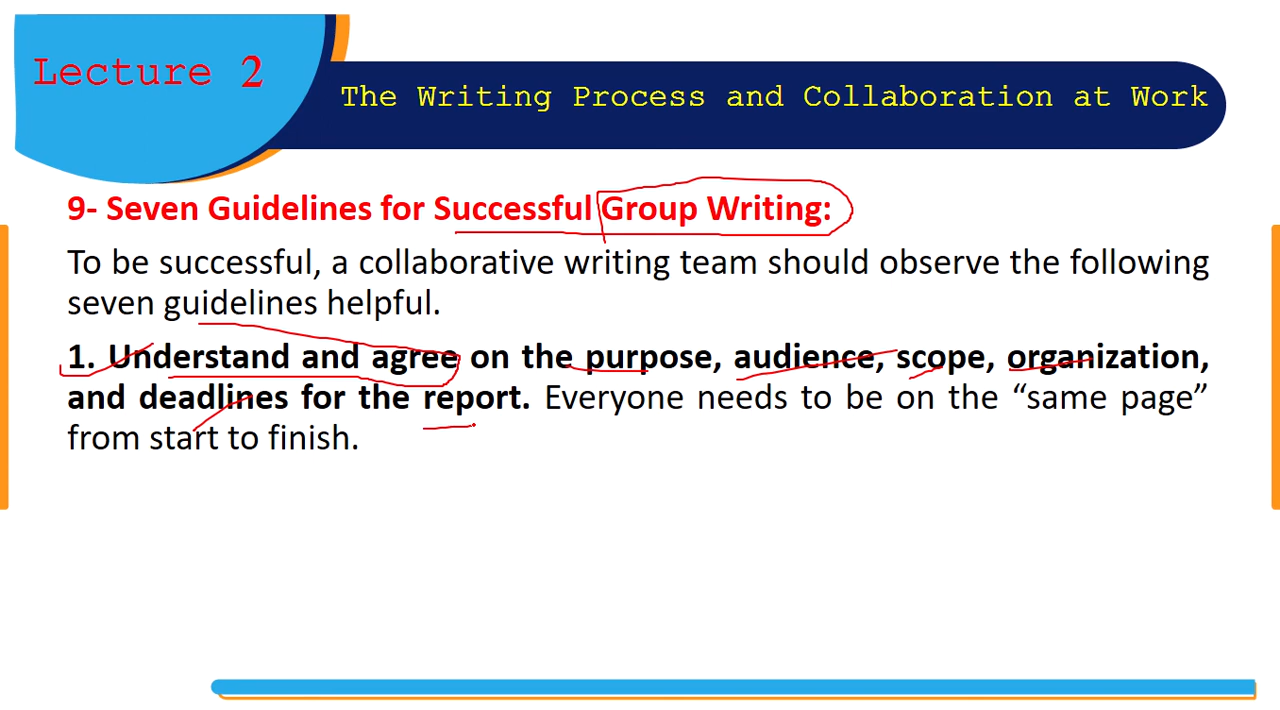 Lecture 2
The Writing Process and Collaboration at Work
9- Seven Guidelines for Successful Group Writing:
To be successful, a collaborative writing team should observe the following
seven guidelines helpful.
1. Understand and agree on the purpose, audience, scope, organization,
and deadlines for the report. Everyone needs to be on the “same page”
from start to finish.